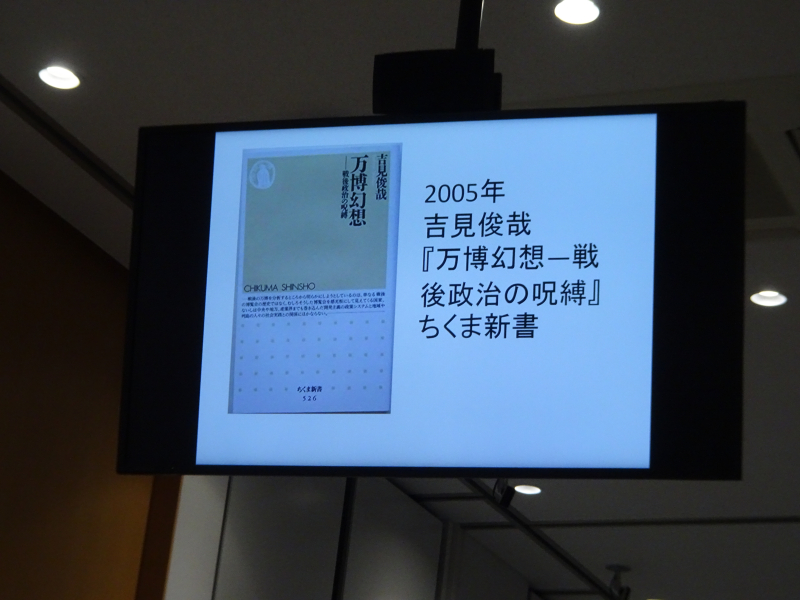 吉見俊哉
万博幻想
―戦後政治の呪縛
CHIKUMA SHINSHO
ちくま新書
526
2005年
吉見俊哉
『万博幻想―戦
後政治の呪縛』
ちくま新書